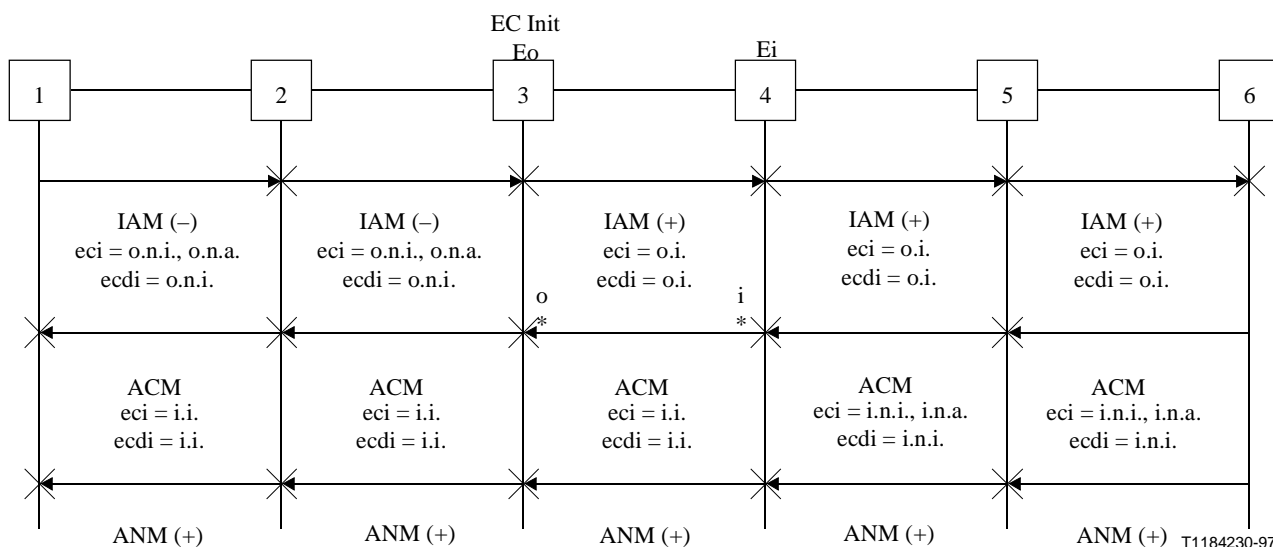 EC Init
Eo
Ei
1 2 3 4 5 6
IAM (–) IAM (–) IAM (+) IAM (+) IAM (+)
eci = o.n.i., o.n.a. eci = o.n.i., o.n.a. eci = o.i. eci = o.i. eci = o.i.
ecdi = o.n.i. ecdi = o.n.i. ecdi = o.i. ecdi = o.i. ecdi = o.i.
o i
* *
ACM ACM ACM ACM ACM
eci = i.i. eci = i.i. eci = i.i. eci = i.n.i., i.n.a. eci = i.n.i., i.n.a.
ecdi = i.i. ecdi = i.i. ecdi = i.i. ecdi = i.n.i. ecdi = i.n.i.
ANM (+) ANM (+) ANM (+) ANM (+) ANM (+)
T1184230-97